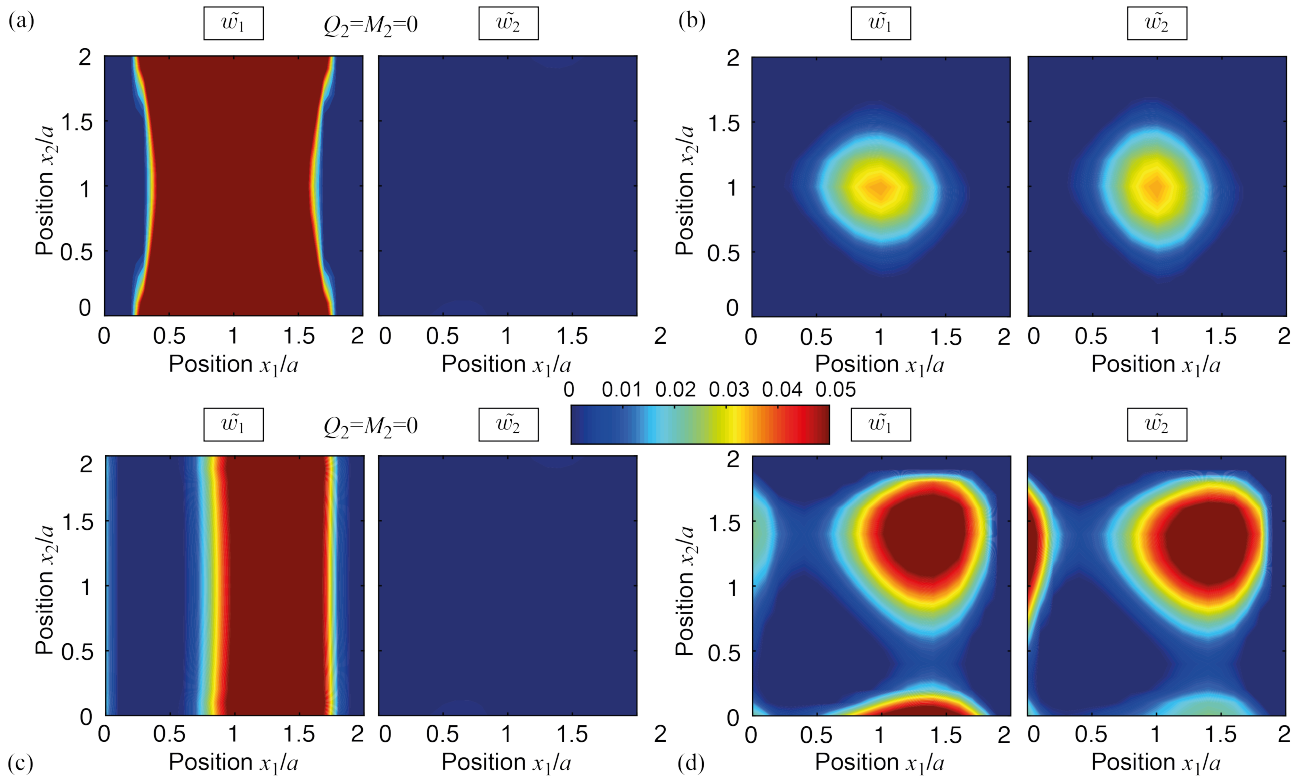 (a) w̃₁ Q₂=M₂=0 w̃₂ (b) w̃₁ w̃₂
Position x₂/a
2
1.5
1
0.5
0
0 0.5 1 1.5 2 0 0.5 1 1.5 2
Position x₁/a Position x₁/a
Position x₂/a
2
1.5
1
0.5
0
0 0.5 1 1.5 2 0 0.5 1 1.5 2
Position x₁/a Position x₁/a
0 0.01 0.02 0.03 0.04 0.05
w̃₁ Q₂=M₂=0 w̃₂ w̃₁ w̃₂
Position x₂/a
2
1.5
1
0.5
0
0 0.5 1 1.5 2 0 0.5 1 1.5 2
(c) Position x₁/a Position x₁/a
Position x₂/a
2
1.5
1
0.5
0
0 0.5 1 1.5 2 0 0.5 1 1.5 2
(d) Position x₁/a Position x₁/a